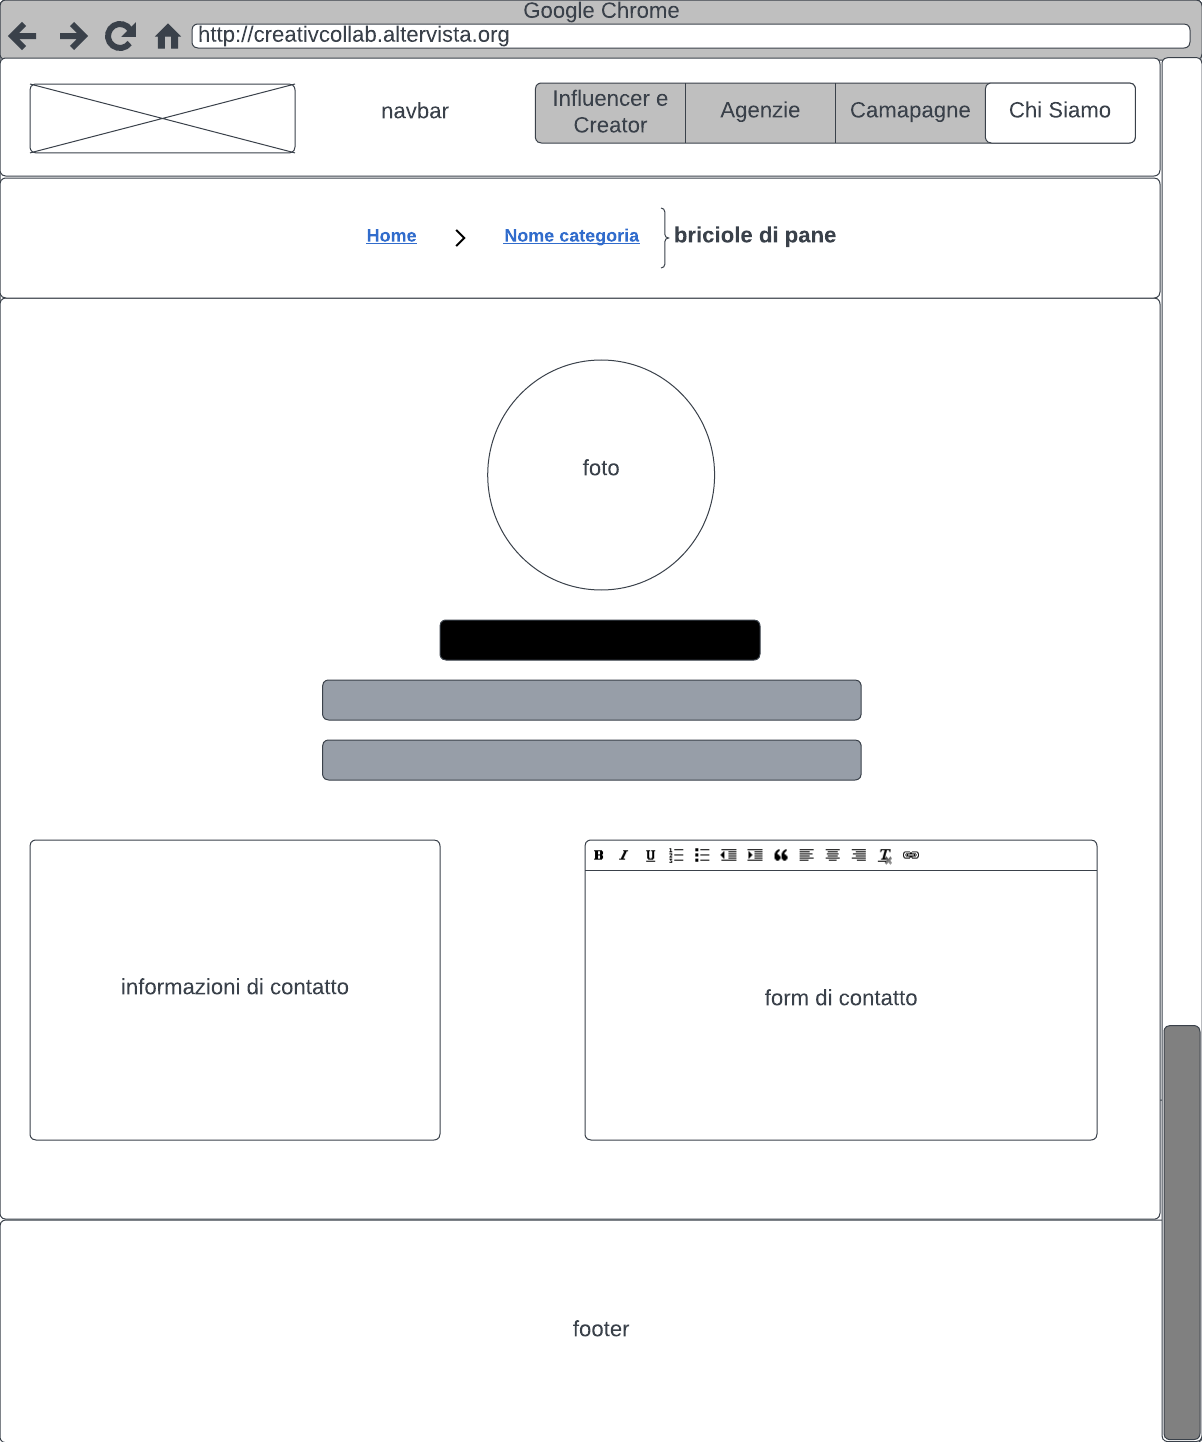 Google Chrome
http://creativcollab.altervista.org
navbar
Influencer e
Creator
Agenzie
Camapagne
Chi Siamo
Home
Nome categoria
briciole di pane
foto
B I U
informazioni di contatto
form di contatto
footer